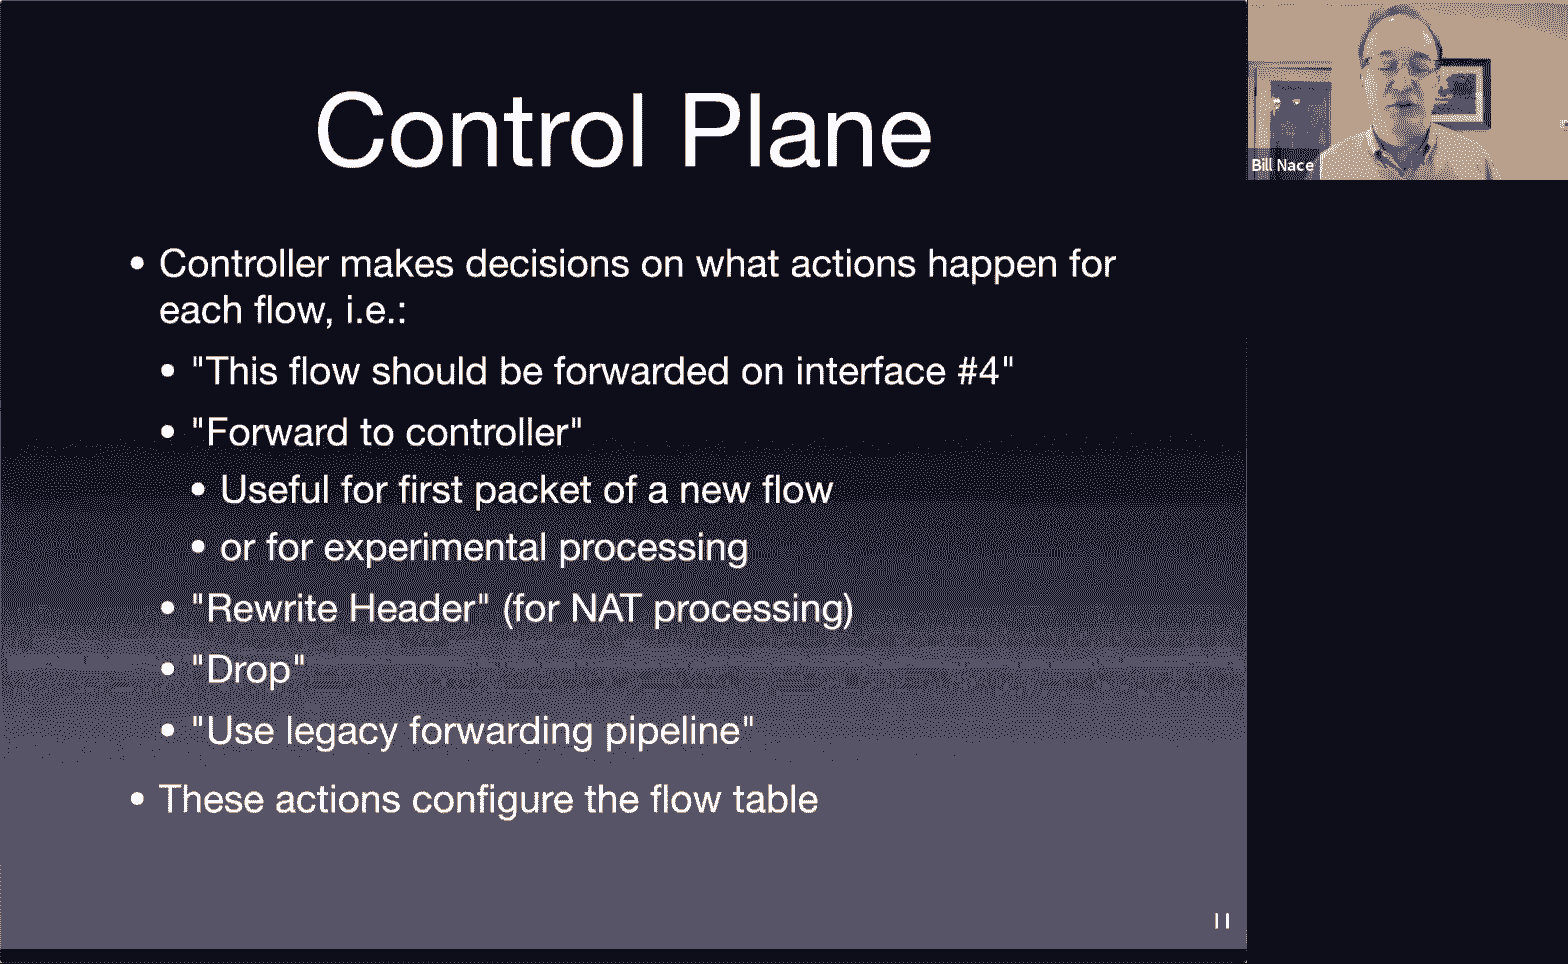 Control Plane
Bill Nace
• Controller makes decisions on what actions happen for
each flow, i.e.:
• "This flow should be forwarded on interface #4"
• "Forward to controller"
• Useful for first packet of a new flow
• or for experimental processing
• "Rewrite Header" (for NAT processing)
• "Drop"
• "Use legacy forwarding pipeline"
• These actions configure the flow table
11